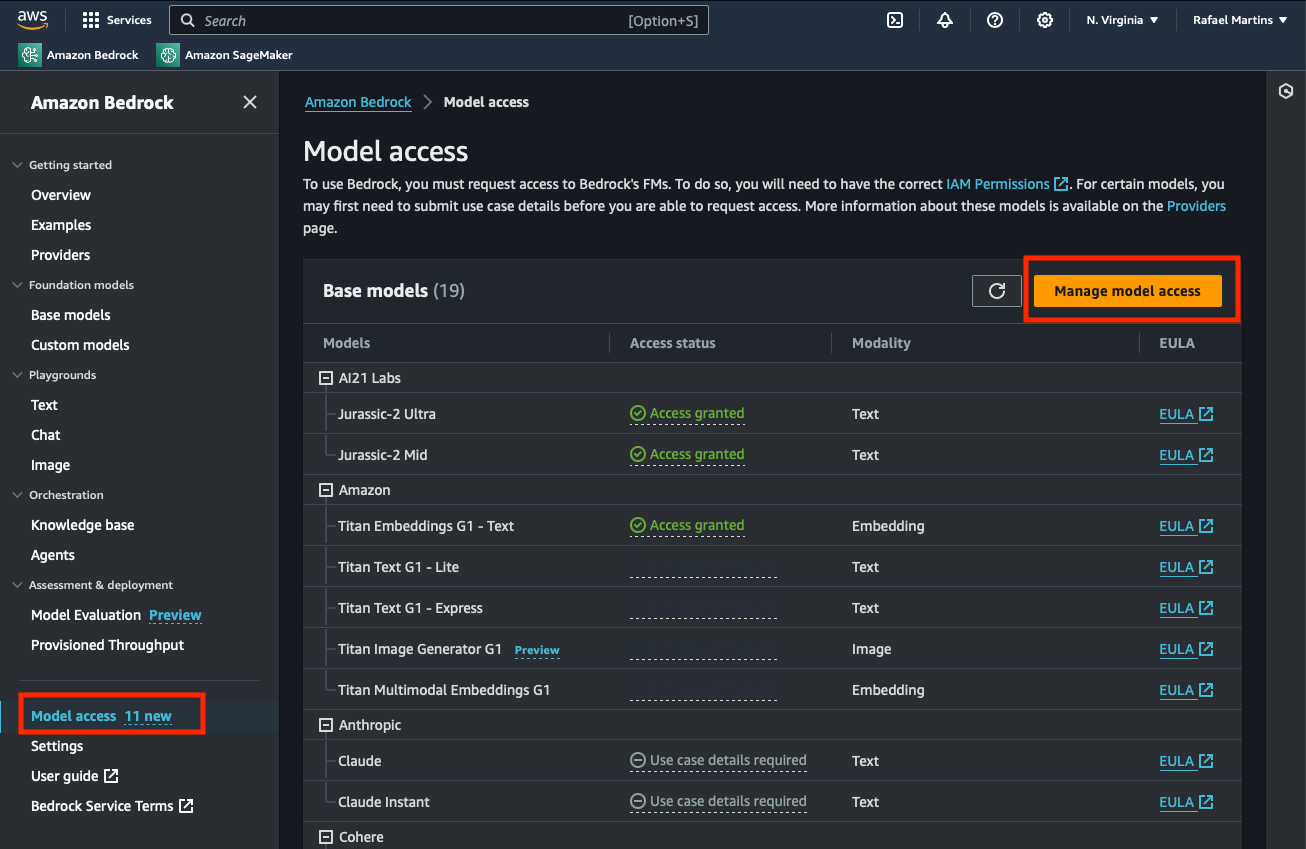 aws
Services
Search
[Option+S]
N. Virginia
Rafael Martins
Amazon Bedrock
Amazon SageMaker
Amazon Bedrock
Getting started
Overview
Examples
Providers
Foundation models
Base models
Custom models
Playgrounds
Text
Chat
Image
Orchestration
Knowledge base
Agents
Assessment & deployment
Model Evaluation Preview
Provisioned Throughput
Model access 11 new
Settings
User guide
Bedrock Service Terms
Amazon Bedrock > Model access
Model access
To use Bedrock, you must request access to Bedrock's FMs. To do so, you will need to have the correct IAM Permissions. For certain models, you
may first need to submit use case details before you are able to request access. More information about these models is available on the Providers
page.
Base models (19)
Manage model access
Models Access status Modality EULA
AI21 Labs
Jurassic-2 Ultra Access granted Text EULA
Jurassic-2 Mid Access granted Text EULA
Amazon
Titan Embeddings G1 - Text Access granted Embedding EULA
Titan Text G1 - Lite Text EULA
Titan Text G1 - Express Text EULA
Titan Image Generator G1 Preview Image EULA
Titan Multimodal Embeddings G1 Embedding EULA
Anthropic
Claude Use case details required Text EULA
Claude Instant Use case details required Text EULA
Cohere